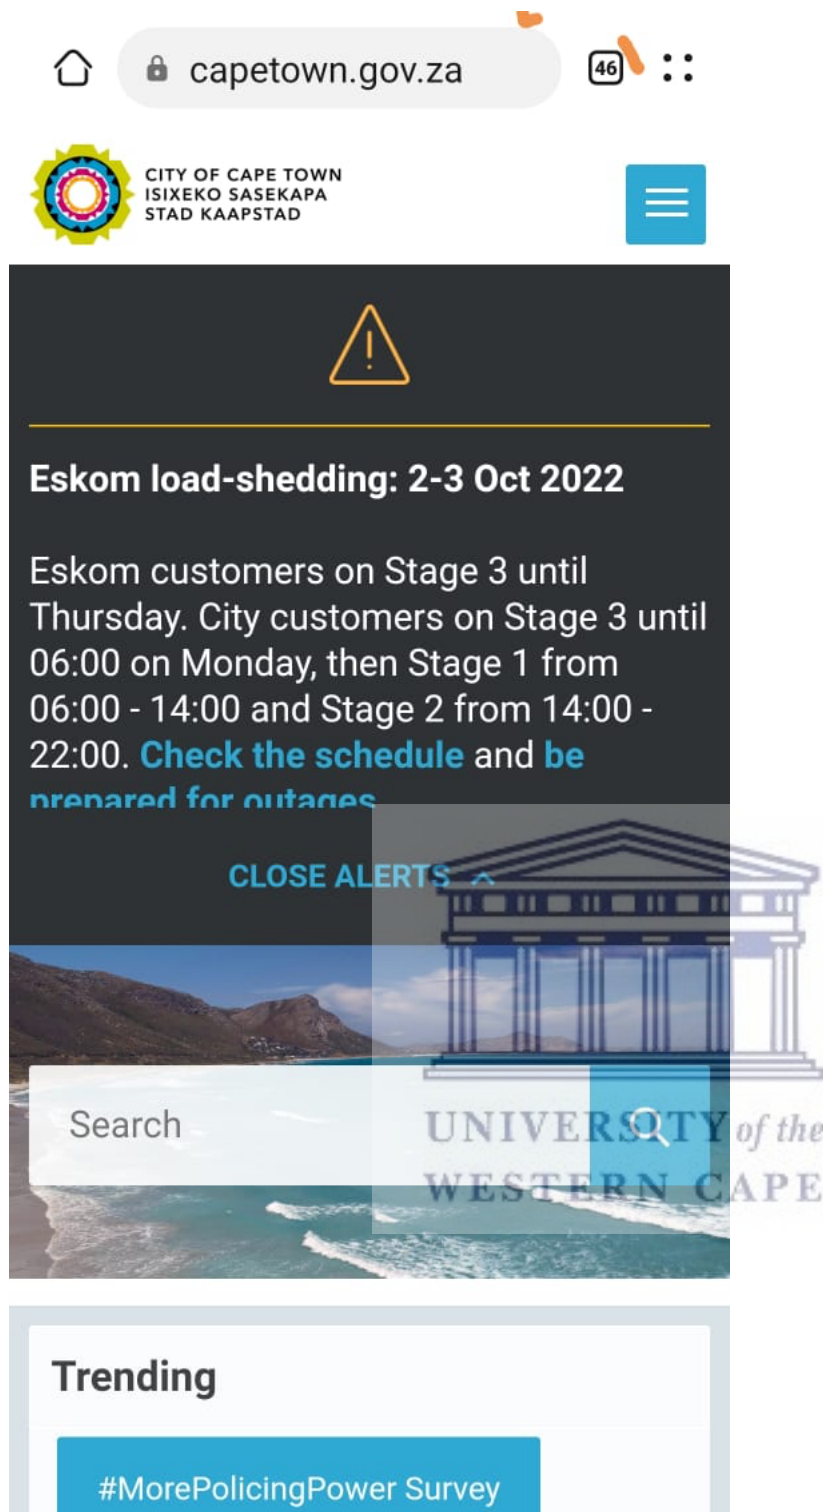 capetown.gov.za
46
CITY OF CAPE TOWN
ISIXEKO SASEKAPA
STAD KAAPSTAD
Eskom load-shedding: 2-3 Oct 2022
Eskom customers on Stage 3 until
Thursday. City customers on Stage 3 until
06:00 on Monday, then Stage 1 from
06:00 - 14:00 and Stage 2 from 14:00 -
22:00. Check the schedule and be
prepared for outages
CLOSE ALERTS
Search
UNIVERSITY of the
WESTERN CAPE
Trending
#MorePolicingPower Survey